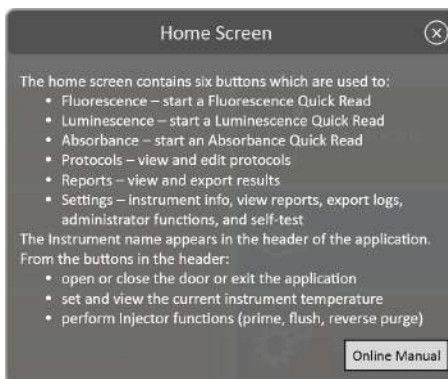 Home Screen
The home screen contains six buttons which are used to:
• Fluorescence – start a Fluorescence Quick Read
• Luminescence – start a Luminescence Quick Read
• Absorbance – start an Absorbance Quick Read
• Protocols – view and edit protocols
• Reports – view and export results
• Settings – instrument info, view reports, export logs,
administrator functions, and self-test
The Instrument name appears in the header of the application.
From the buttons in the header:
• open or close the door or exit the application
• set and view the current instrument temperature
• perform Injector functions (prime, flush, reverse purge)
Online Manual